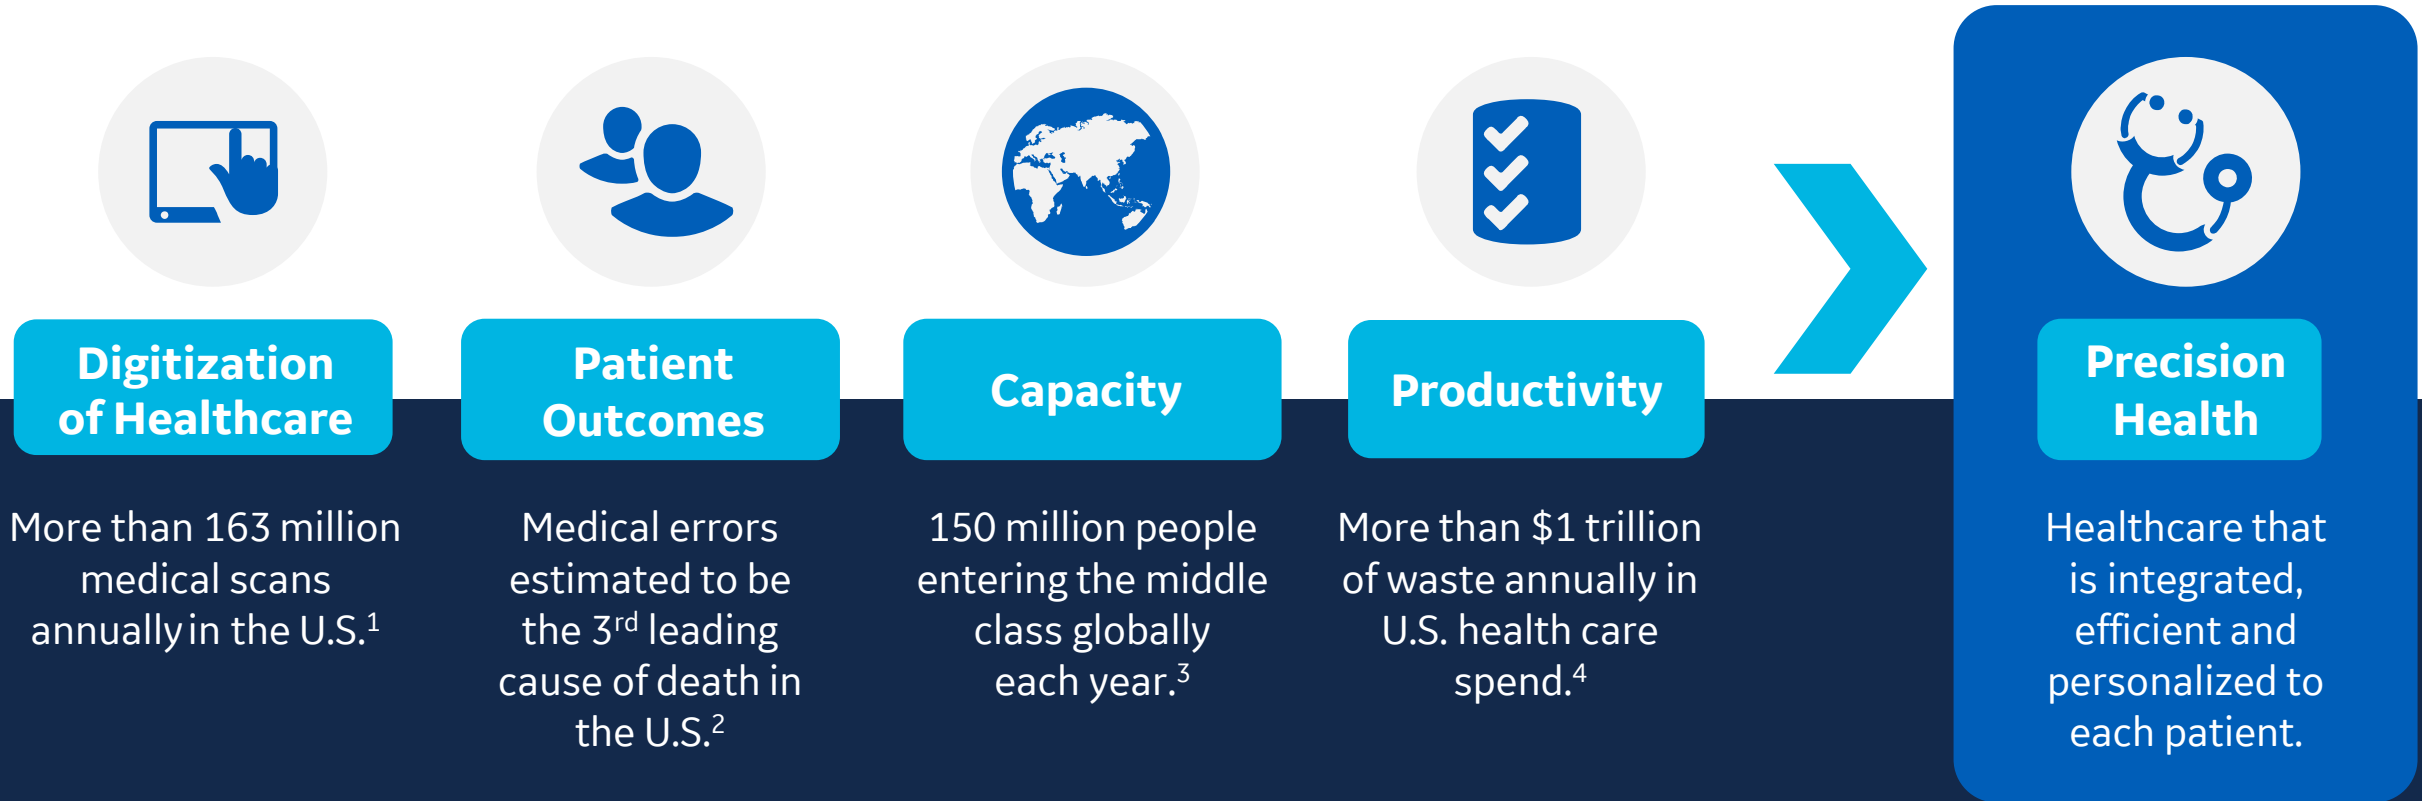 Digitization
of Healthcare
More than 163 million
medical scans
annually in the U.S.¹
Patient
Outcomes
Medical errors
estimated to be
the 3rd leading
cause of death in
the U.S.²
Capacity
150 million people
entering the middle
class globally
each year.³
Productivity
More than $1 trillion
of waste annually in
U.S. health care
spend.⁴
Precision
Health
Healthcare that
is integrated,
efficient and
personalized to
each patient.